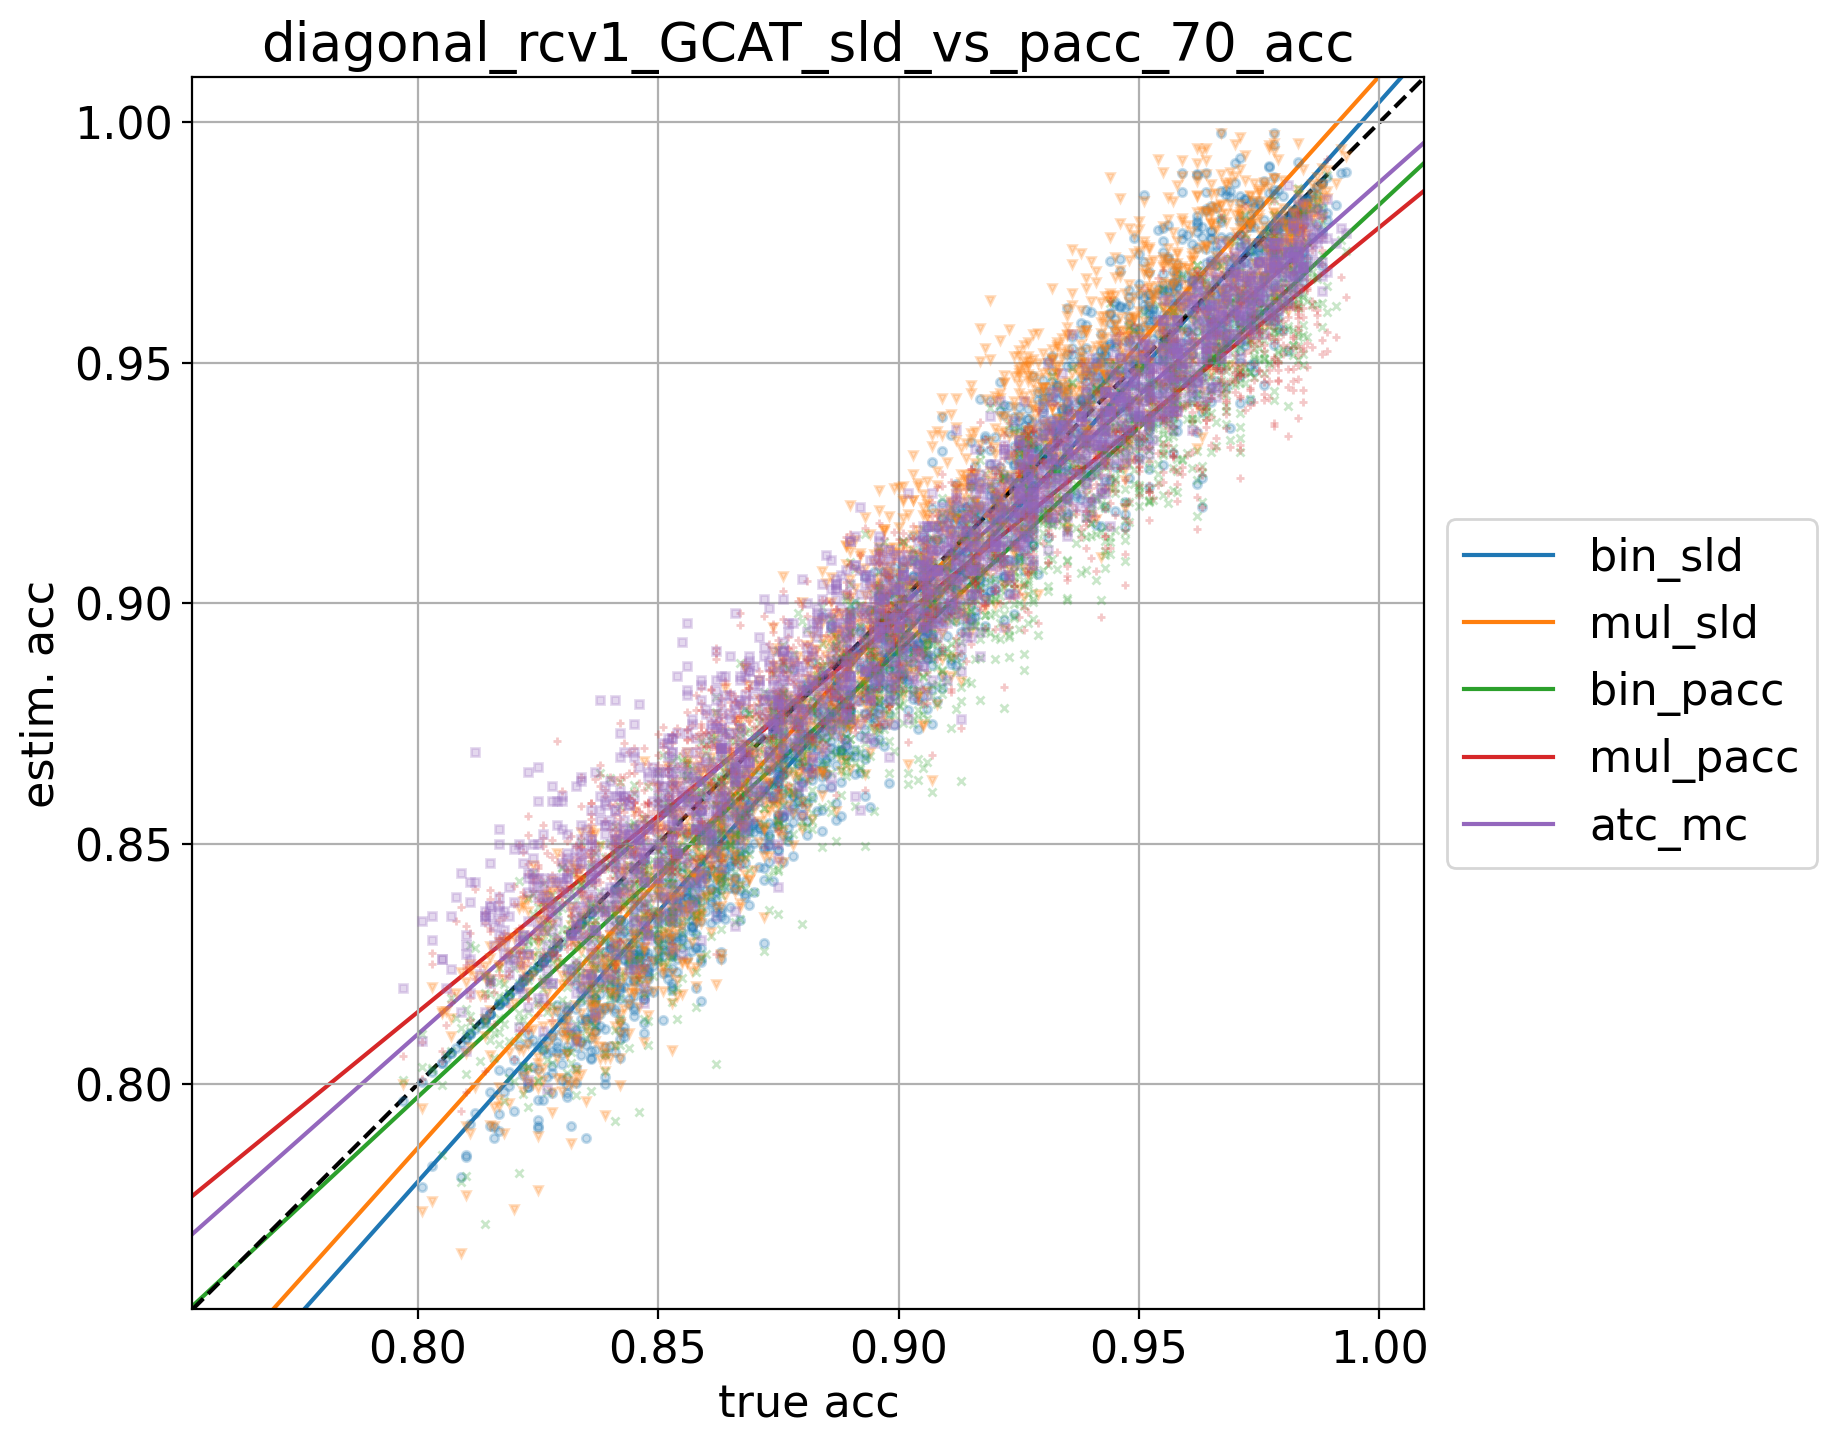 diagonal_rcv1_GCAT_sld_vs_pacc_70_acc
1.00
0.95
0.90
0.85
0.80
estim. acc
0.80 0.85 0.90 0.95 1.00
true acc
bin_sld
mul_sld
bin_pacc
mul_pacc
atc_mc